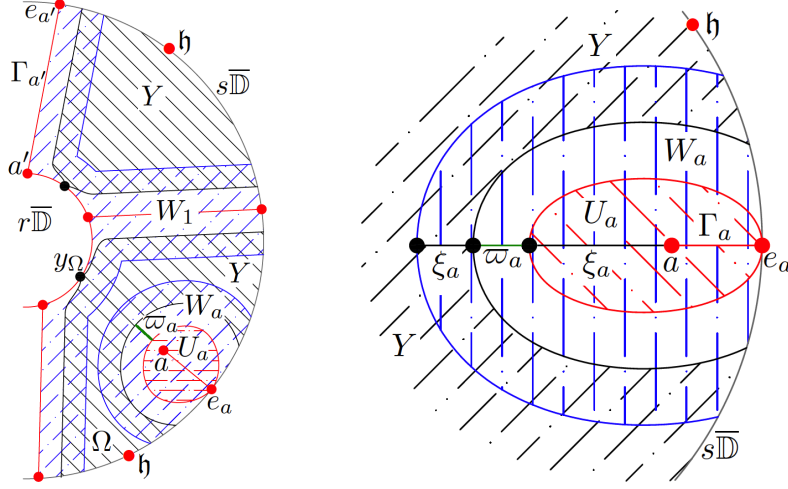 e_{a'}
𝔥
Γ_{a'}
Y
s𝔻̅
a'
r𝔻̅
W_1
y_Ω
Y
W_a
ϖ_a
U_a
a
e_a
Ω
𝔥
𝔥
Y
W_a
U_a
Γ_a
ξ_a
ϖ_a
ξ_a
a
e_a
Y
s𝔻̅